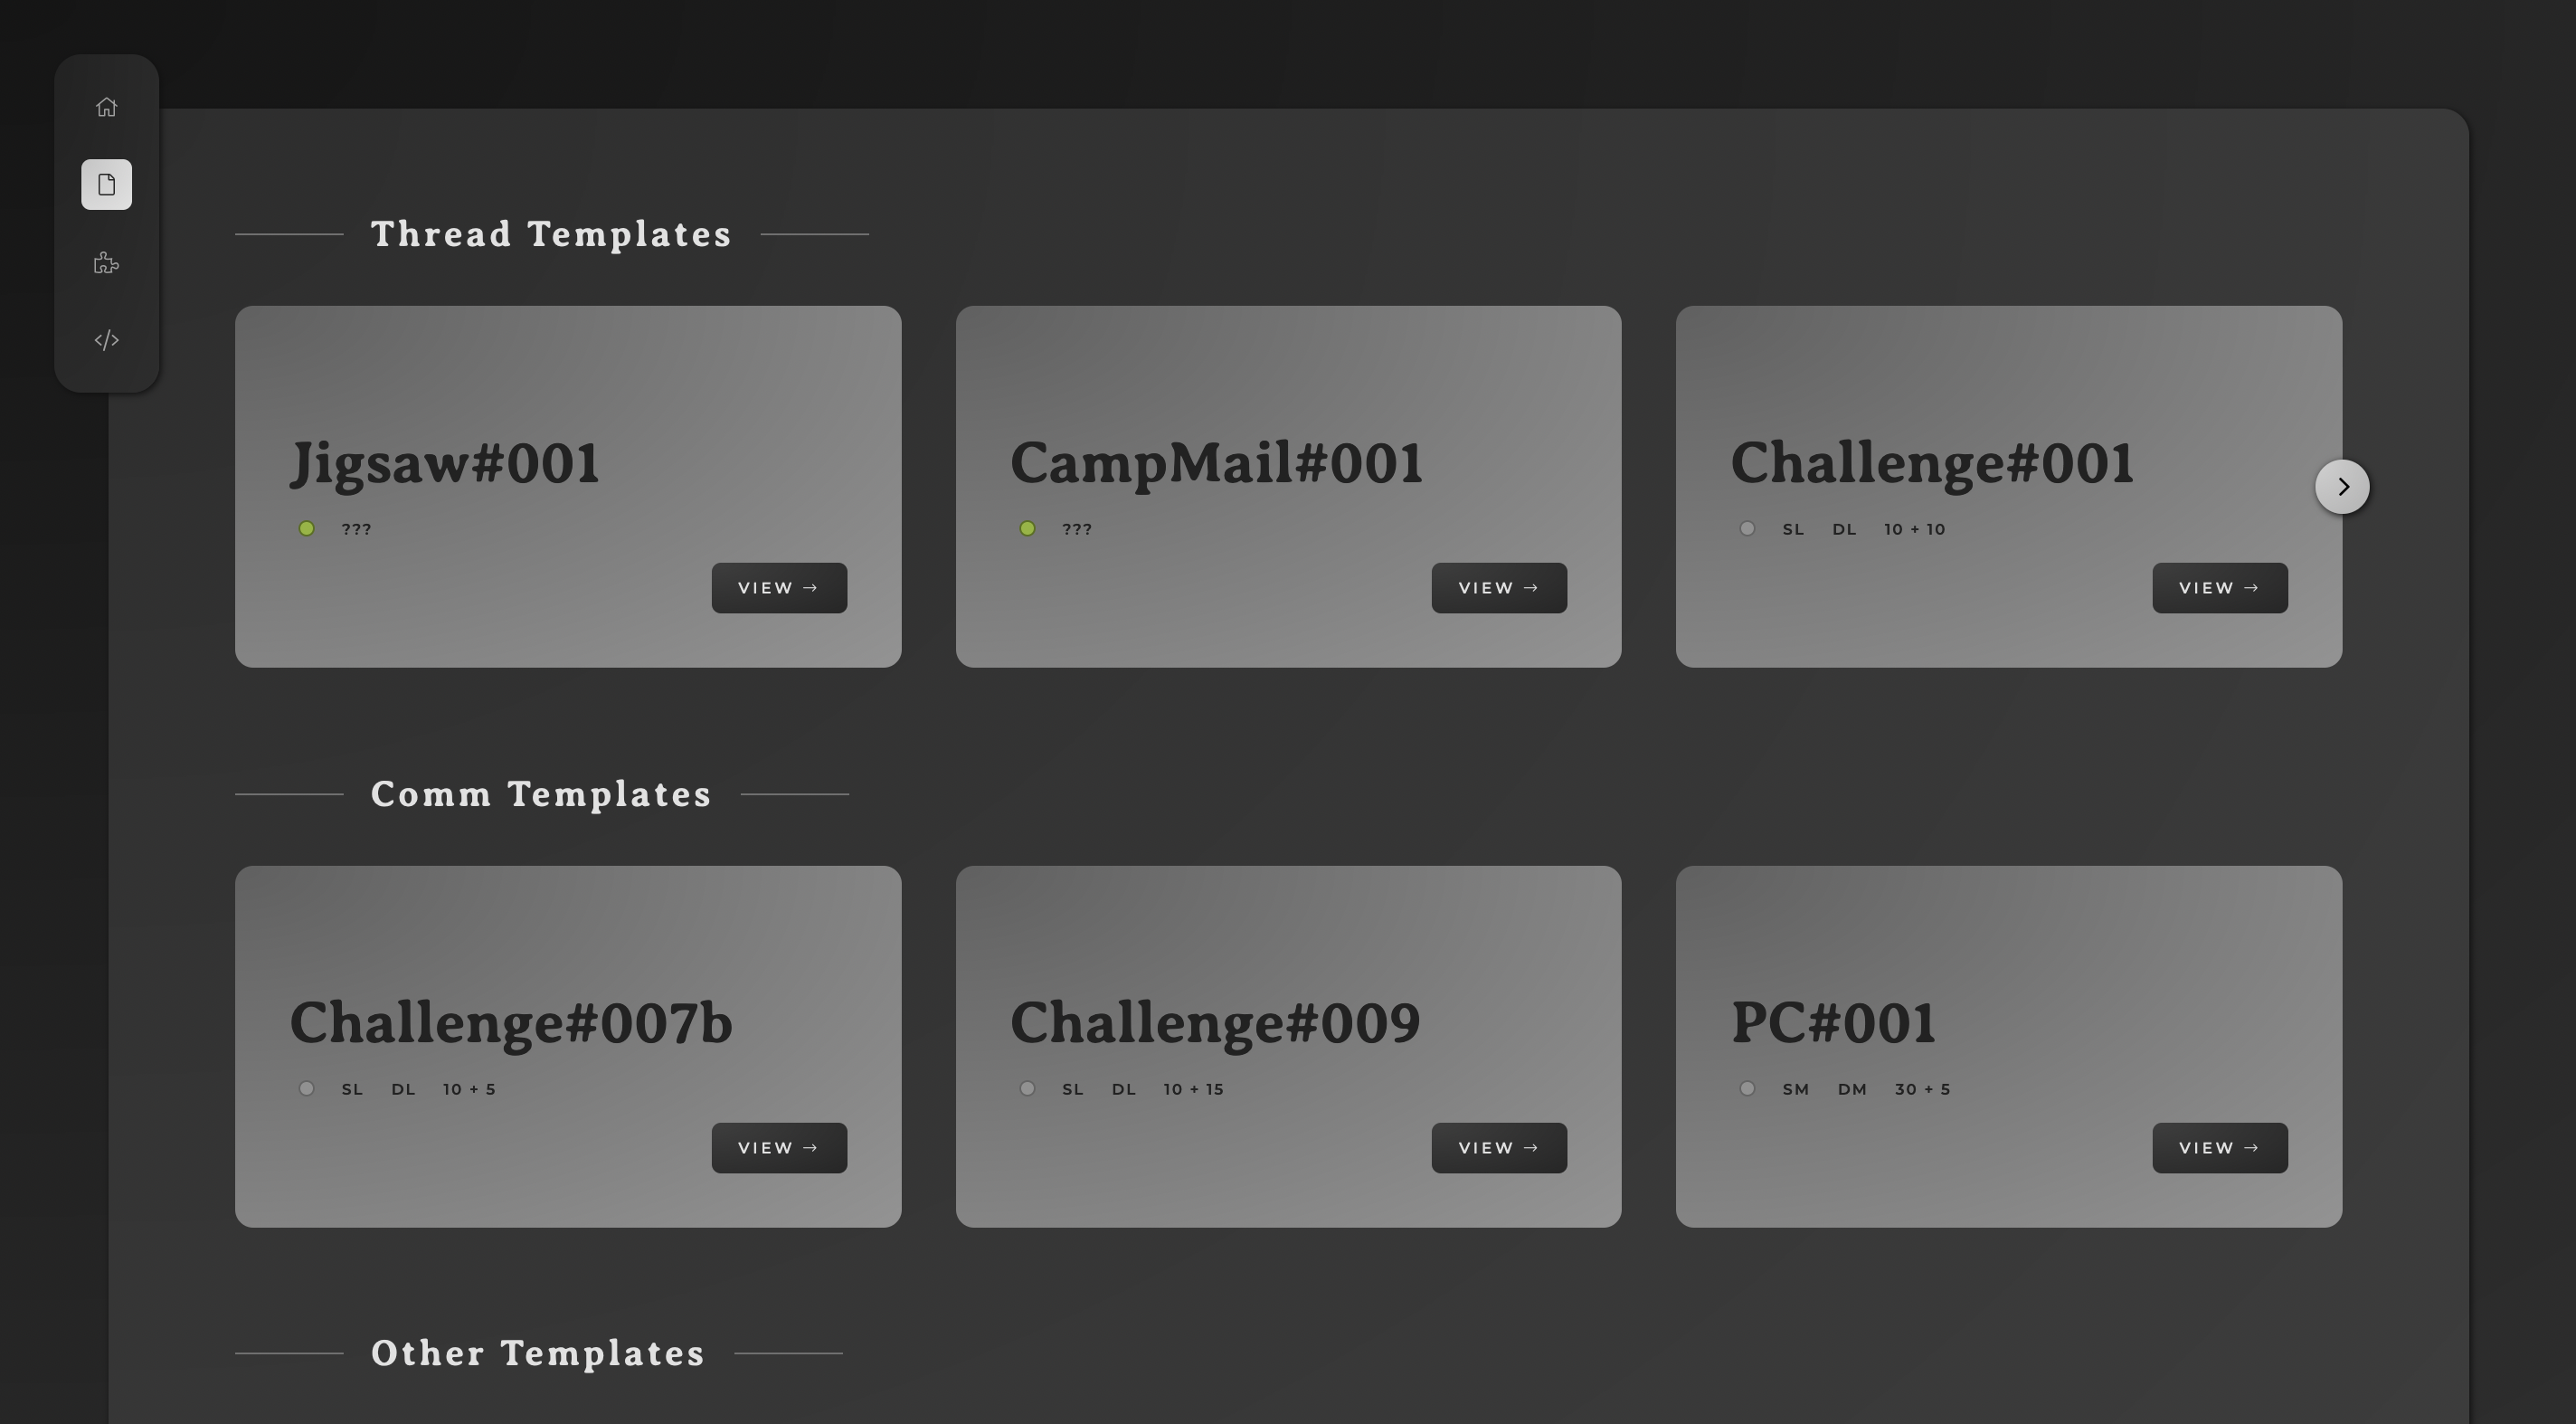 Thread Templates
Jigsaw#001
???
VIEW →
CampMail#001
???
VIEW →
Challenge#001
SL DL 10 + 10
VIEW →
Comm Templates
Challenge#007b
SL DL 10 + 5
VIEW →
Challenge#009
SL DL 10 + 15
VIEW →
PC#001
SM DM 30 + 5
VIEW →
Other Templates